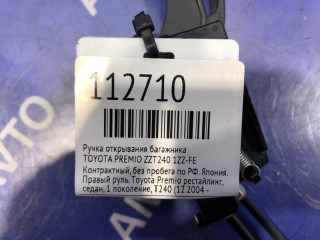 112710
Ручка открывания багажника
TOYOTA PREMIO ZZT240 1ZZ-FE
Контрактный, без пробега по РФ. Япония.
Правый руль. Toyota Premio рестайлинг,
седан, 1 поколение, T240 (12.2004 -
АВТО